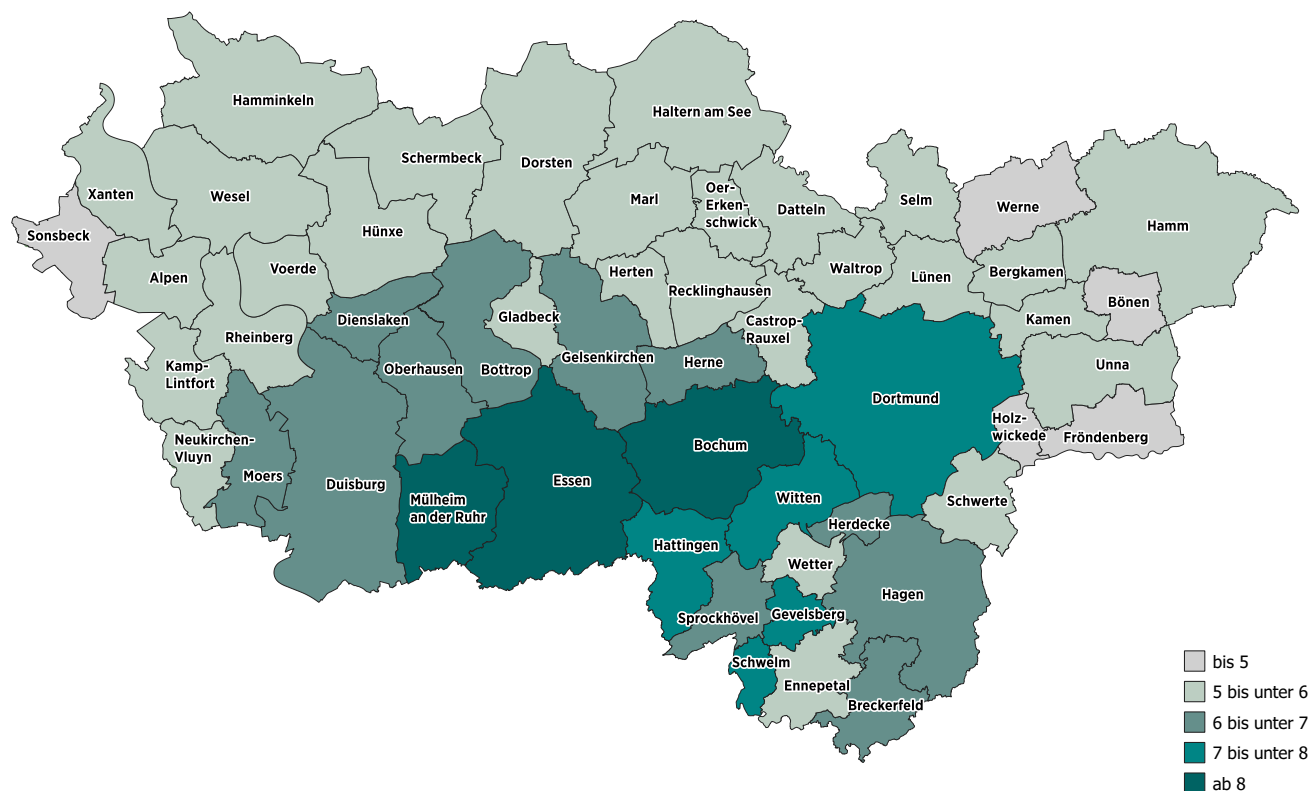 Hamminkeln
Haltern am See
Schermbeck
Dorsten
Xanten
Wesel
Marl
Oer-
Erken-
schwick
Datteln
Selm
Werne
Hamm
Sonsbeck
Hünxe
Alpen
Voerde
Herten
Recklinghausen
Waltrop
Lünen
Bergkamen
Bönen
Rheinberg
Dienslaken
Gladbeck
Castrop-
Rauxel
Kamen
Kamp-
Lintfort
Oberhausen
Bottrop
Gelsenkirchen
Herne
Unna
Dortmund
Holz-
wickede
Fröndenberg
Neukirchen-
Vluyn
Moers
Duisburg
Mülheim
an der Ruhr
Essen
Bochum
Witten
Schwerte
Hattingen
Herdecke
Wetter
Hagen
Sprockhövel
Gevelsberg
Schwelm
Ennepetal
Breckerfeld
bis 5
5 bis unter 6
6 bis unter 7
7 bis unter 8
ab 8